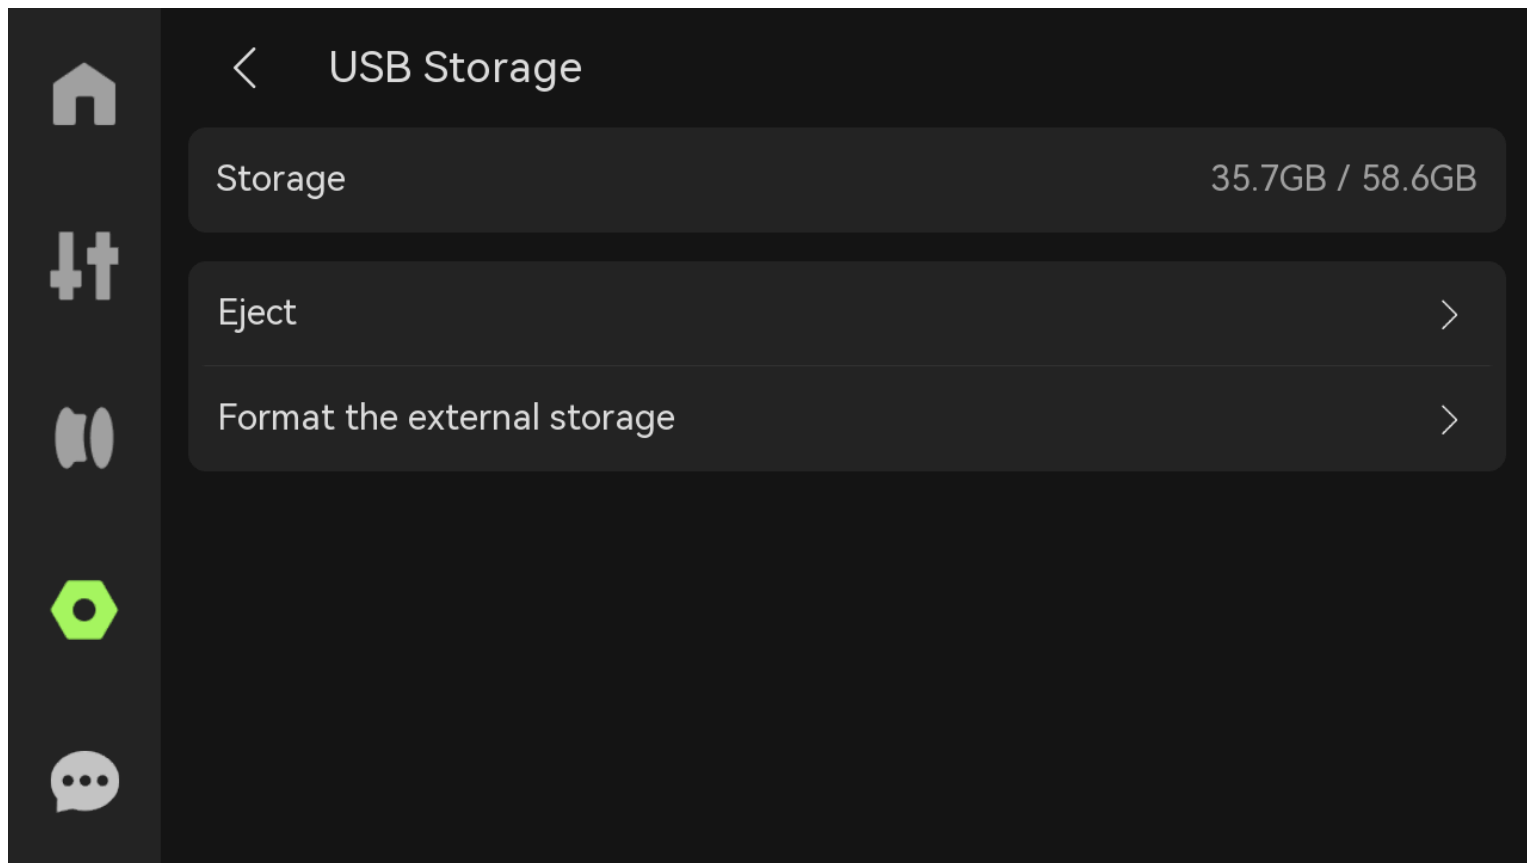 USB Storage
Storage 35.7GB / 58.6GB
Eject
Format the external storage